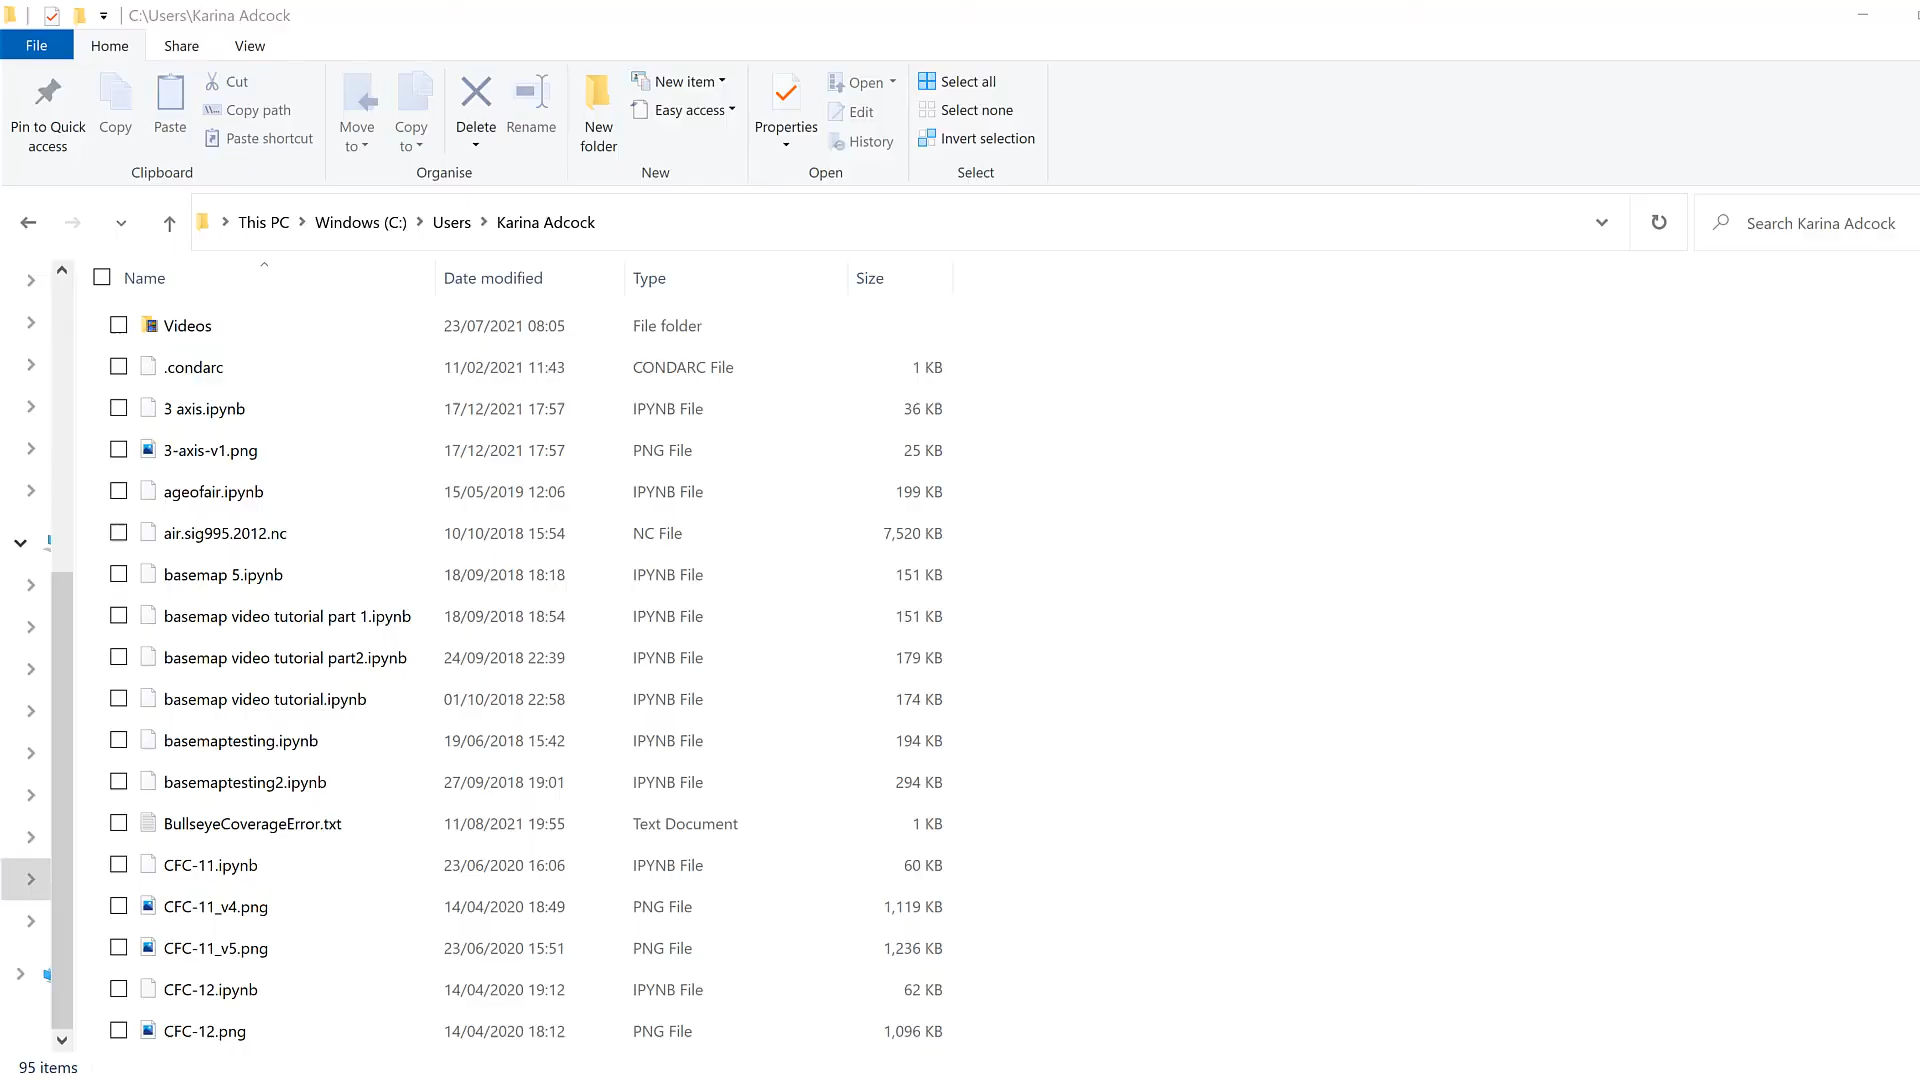 C:\Users\Karina Adcock
File Home Share View
Pin to Quick access
Copy
Paste
Cut
Copy path
Paste shortcut
Clipboard
Move to
Copy to
Delete
Rename
Organise
New folder
New item
Easy access
New
Properties
Open
Edit
History
Open
Select all
Select none
Invert selection
Select
This PC Windows (C:) Users Karina Adcock
Search Karina Adcock
Name Date modified Type Size
Videos 23/07/2021 08:05 File folder
.condarc 11/02/2021 11:43 CONDARC File 1 KB
3 axis.ipynb 17/12/2021 17:57 IPYNB File 36 KB
3-axis-v1.png 17/12/2021 17:57 PNG File 25 KB
ageofair.ipynb 15/05/2019 12:06 IPYNB File 199 KB
air.sig995.2012.nc 10/10/2018 15:54 NC File 7,520 KB
basemap 5.ipynb 18/09/2018 18:18 IPYNB File 151 KB
basemap video tutorial part 1.ipynb 18/09/2018 18:54 IPYNB File 151 KB
basemap video tutorial part2.ipynb 24/09/2018 22:39 IPYNB File 179 KB
basemap video tutorial.ipynb 01/10/2018 22:58 IPYNB File 174 KB
basemaptesting.ipynb 19/06/2018 15:42 IPYNB File 194 KB
basemaptesting2.ipynb 27/09/2018 19:01 IPYNB File 294 KB
BullseyeCoverageError.txt 11/08/2021 19:55 Text Document 1 KB
CFC-11.ipynb 23/06/2020 16:06 IPYNB File 60 KB
CFC-11_v4.png 14/04/2020 18:49 PNG File 1,119 KB
CFC-11_v5.png 23/06/2020 15:51 PNG File 1,236 KB
CFC-12.ipynb 14/04/2020 19:12 IPYNB File 62 KB
CFC-12.png 14/04/2020 18:12 PNG File 1,096 KB
95 items